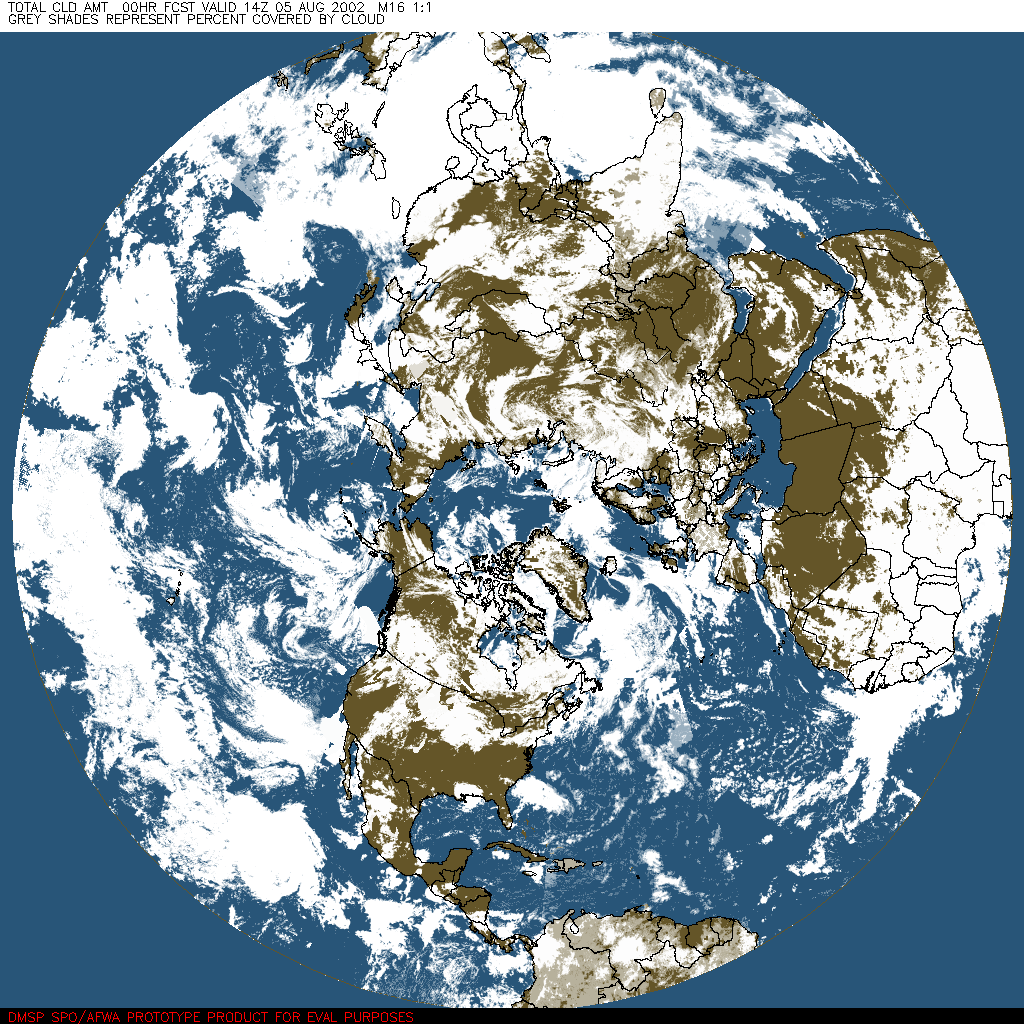 TOTAL CLD AMT 00HR FCST VALID 14Z 05 AUG 2002 M16 1:1
GREY SHADES REPRESENT PERCENT COVERED BY CLOUD
DMSP SPO/AFWA PROTOTYPE PRODUCT FOR EVAL PURPOSES